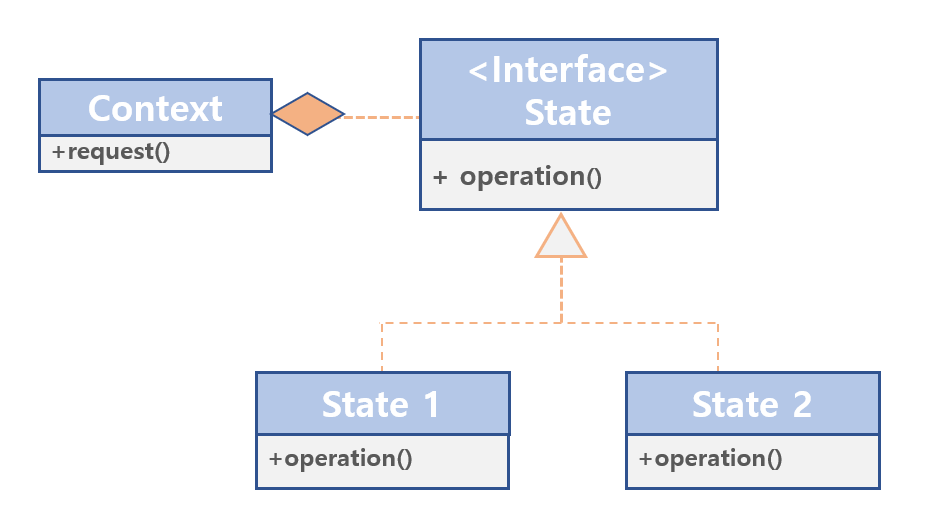 Context
+request()
<Interface>
State
+ operation()
State 1
+operation()
State 2
+operation()